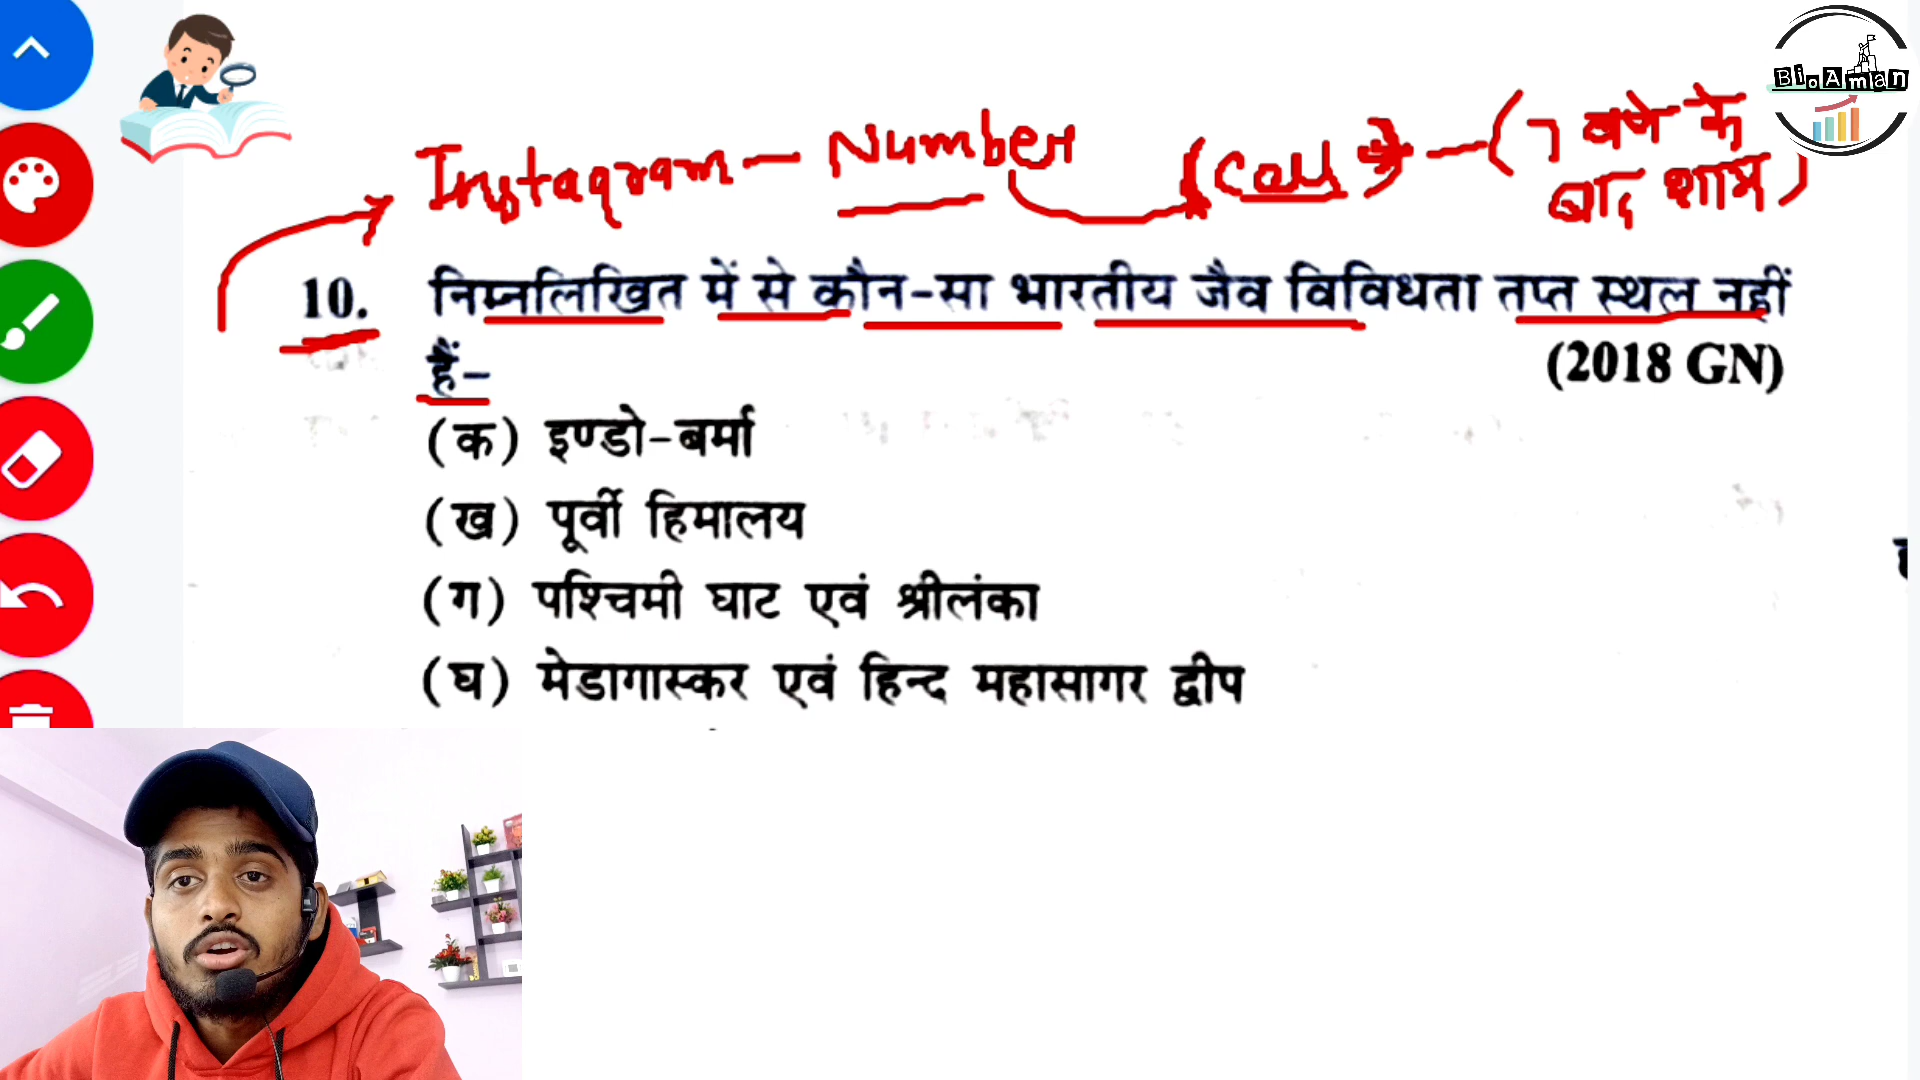 BioAman
Instagram - Number (Call) - (7 बजे के
बाद शाम)
10. निम्नलिखित में से कौन-सा भारतीय जैव विविधता तप्त स्थल नहीं
हैं- (2018 GN)
(क) इण्डो-बर्मा
(ख) पूर्वी हिमालय
(ग) पश्चिमी घाट एवं श्रीलंका
(घ) मेडागास्कर एवं हिन्द महासागर द्वीप